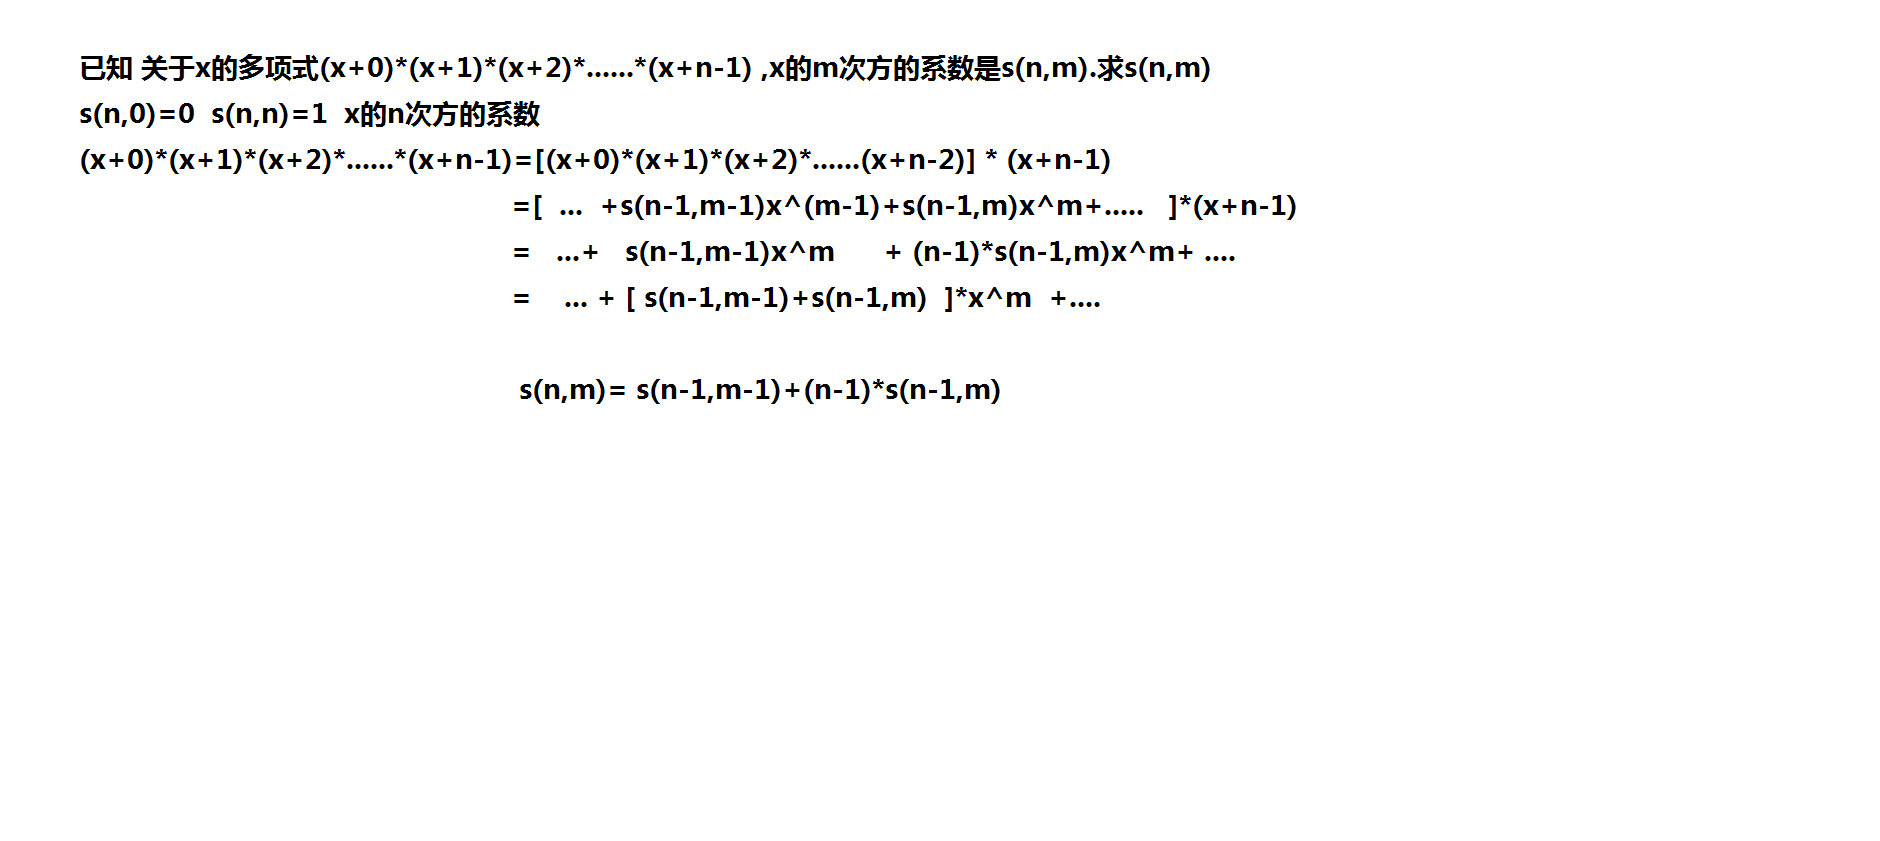 已知 关于x的多项式(x+0)*(x+1)*(x+2)*......*(x+n-1) ,x的m次方的系数是s(n,m).求s(n,m)
s(n,0)=0 s(n,n)=1 x的n次方的系数
(x+0)*(x+1)*(x+2)*......*(x+n-1)=[(x+0)*(x+1)*(x+2)*......(x+n-2)] * (x+n-1)
=[ ... +s(n-1,m-1)x^(m-1)+s(n-1,m)x^m+..... ]*(x+n-1)
= ...+ s(n-1,m-1)x^m + (n-1)*s(n-1,m)x^m+ ....
= ... + [ s(n-1,m-1)+s(n-1,m) ]*x^m +....
s(n,m)= s(n-1,m-1)+(n-1)*s(n-1,m)